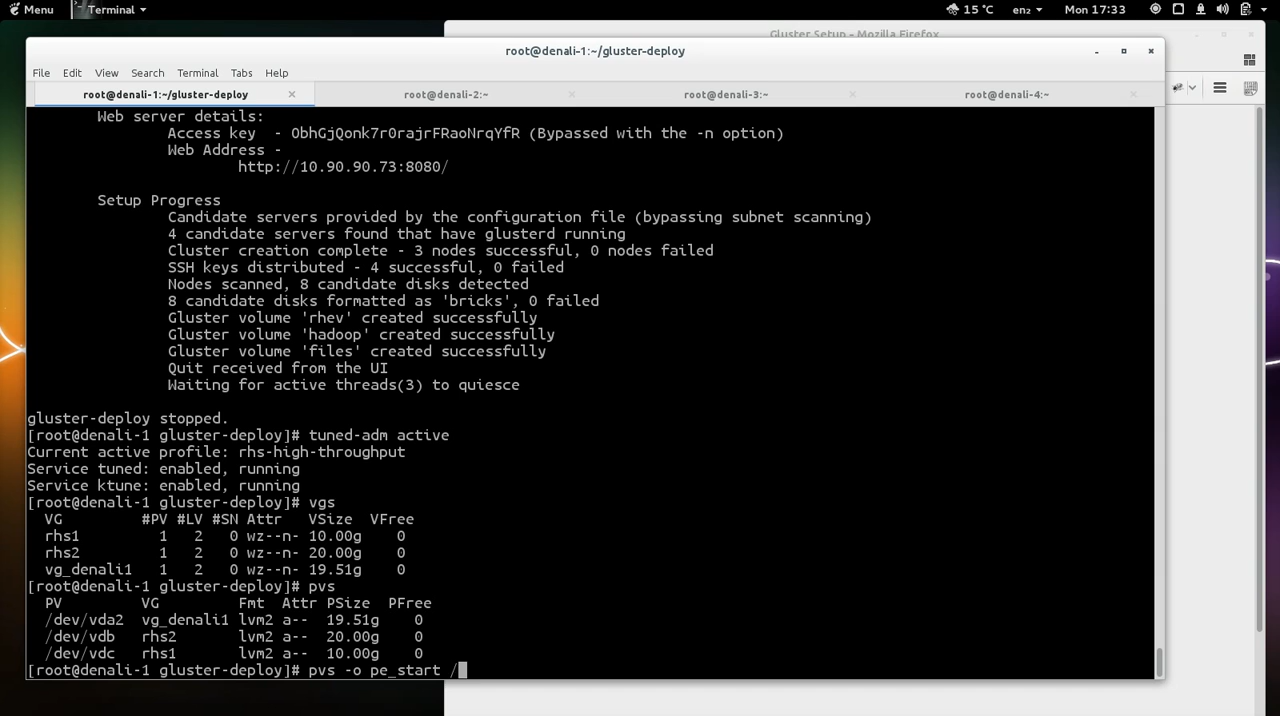 Menu Terminal 15 °C en₂ Mon 17:33
Gluster Setup - Mozilla Firefox
root@denali-1:~/gluster-deploy
File Edit View Search Terminal Tabs Help
root@denali-1:~/gluster-deploy root@denali-2:~ root@denali-3:~ root@denali-4:~
Web server details:
Access key - ObhGjQonk7r0rajrFRaoNrqYfR (Bypassed with the -n option)
Web Address -
http://10.90.90.73:8080/
Setup Progress
Candidate servers provided by the configuration file (bypassing subnet scanning)
4 candidate servers found that have glusterd running
Cluster creation complete - 3 nodes successful, 0 nodes failed
SSH keys distributed - 4 successful, 0 failed
Nodes scanned, 8 candidate disks detected
8 candidate disks formatted as 'bricks', 0 failed
Gluster volume 'rhev' created successfully
Gluster volume 'hadoop' created successfully
Gluster volume 'files' created successfully
Quit received from the UI
Waiting for active threads(3) to quiesce
gluster-deploy stopped.
[root@denali-1 gluster-deploy]# tuned-adm active
Current active profile: rhs-high-throughput
Service tuned: enabled, running
Service ktune: enabled, running
[root@denali-1 gluster-deploy]# vgs
VG #PV #LV #SN Attr VSize VFree
rhs1 1 2 0 wz--n- 10.00g 0
rhs2 1 2 0 wz--n- 20.00g 0
vg_denali1 1 2 0 wz--n- 19.51g 0
[root@denali-1 gluster-deploy]# pvs
PV VG Fmt Attr PSize PFree
/dev/vda2 vg_denali1 lvm2 a-- 19.51g 0
/dev/vdb rhs2 lvm2 a-- 20.00g 0
/dev/vdc rhs1 lvm2 a-- 10.00g 0
[root@denali-1 gluster-deploy]# pvs -o pe_start /